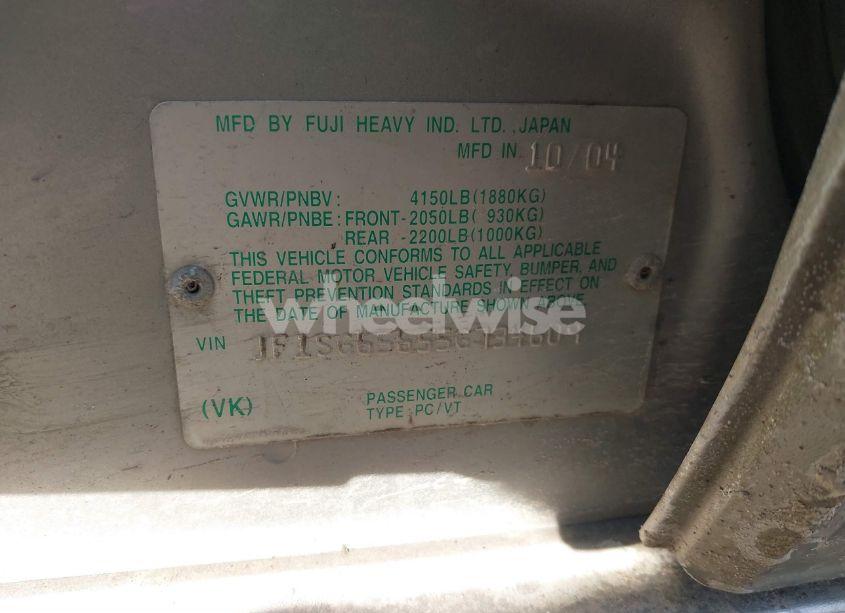 MFD BY FUJI HEAVY IND. LTD., JAPAN
MFD IN 10/04
GVWR/PNBV: 4150LB(1880KG)
GAWR/PNBE: FRONT-2050LB( 930KG)
REAR -2200LB(1000KG)
THIS VEHICLE CONFORMS TO ALL APPLICABLE
FEDERAL MOTOR VEHICLE SAFETY, BUMPER, AND
THEFT PREVENTION STANDARDS IN EFFECT ON
THE DATE OF MANUFACTURE SHOWN ABOVE.
wheelwise
VIN
(VK)
PASSENGER CAR
TYPE: PC/VT